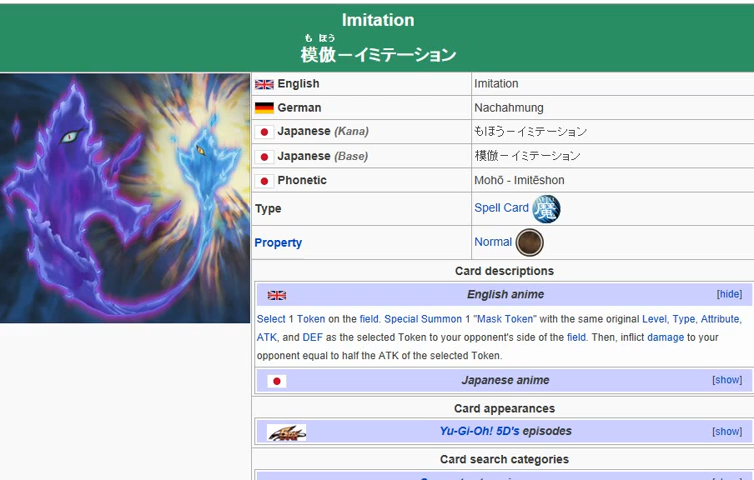 Imitation
も ほう
模倣－イミテーション
English Imitation
German Nachahmung
Japanese (Kana) もほう－イミテーション
Japanese (Base) 模倣－イミテーション
Phonetic Mohō - Imitēshon
Type Spell Card 魔
Property Normal
Card descriptions
English anime [hide]
Select 1 Token on the field. Special Summon 1 "Mask Token" with the same original Level, Type, Attribute,
ATK, and DEF as the selected Token to your opponent's side of the field. Then, inflict damage to your
opponent equal to half the ATK of the selected Token.
Japanese anime [show]
Card appearances
Yu-Gi-Oh! 5D's episodes [show]
Card search categories